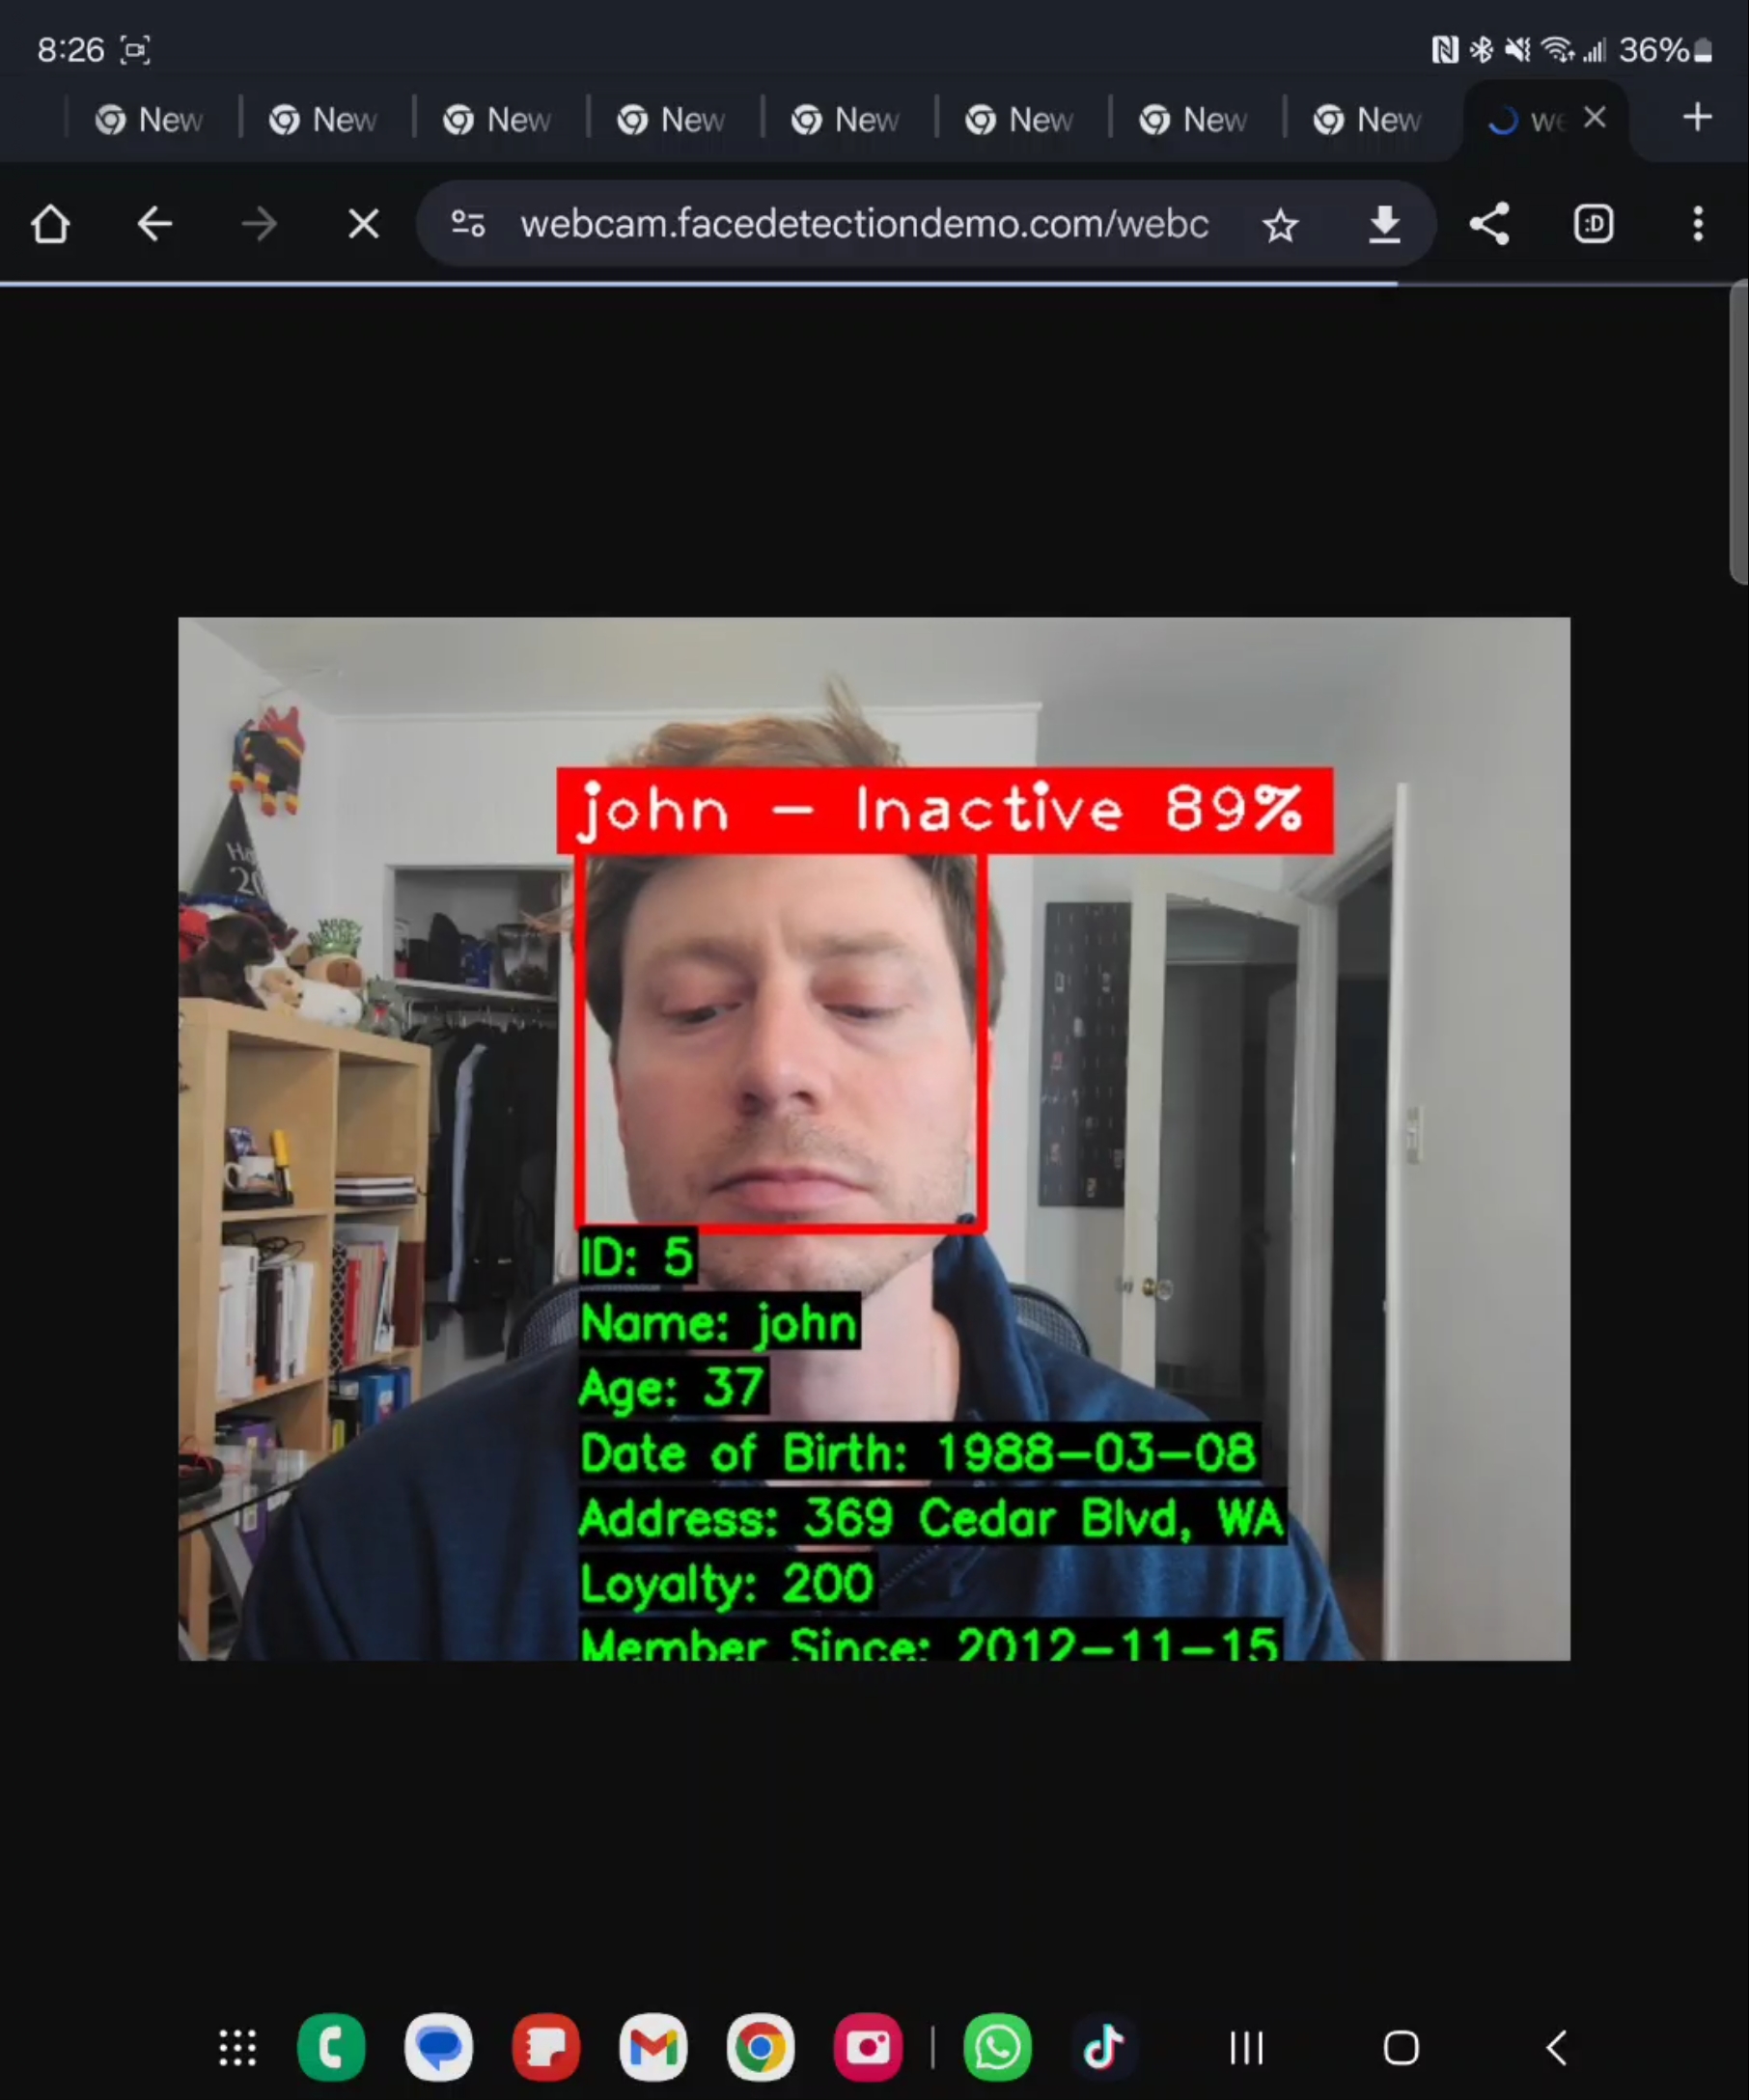 8:26
36%
New
New
New
New
New
New
New
New
we
webcam.facedetectiondemo.com/webc
:D
john - Inactive 89%
ID: 5
Name: john
Age: 37
Date of Birth: 1988-03-08
Address: 369 Cedar Blvd, WA
Loyalty: 200
Member Since: 2012-11-15